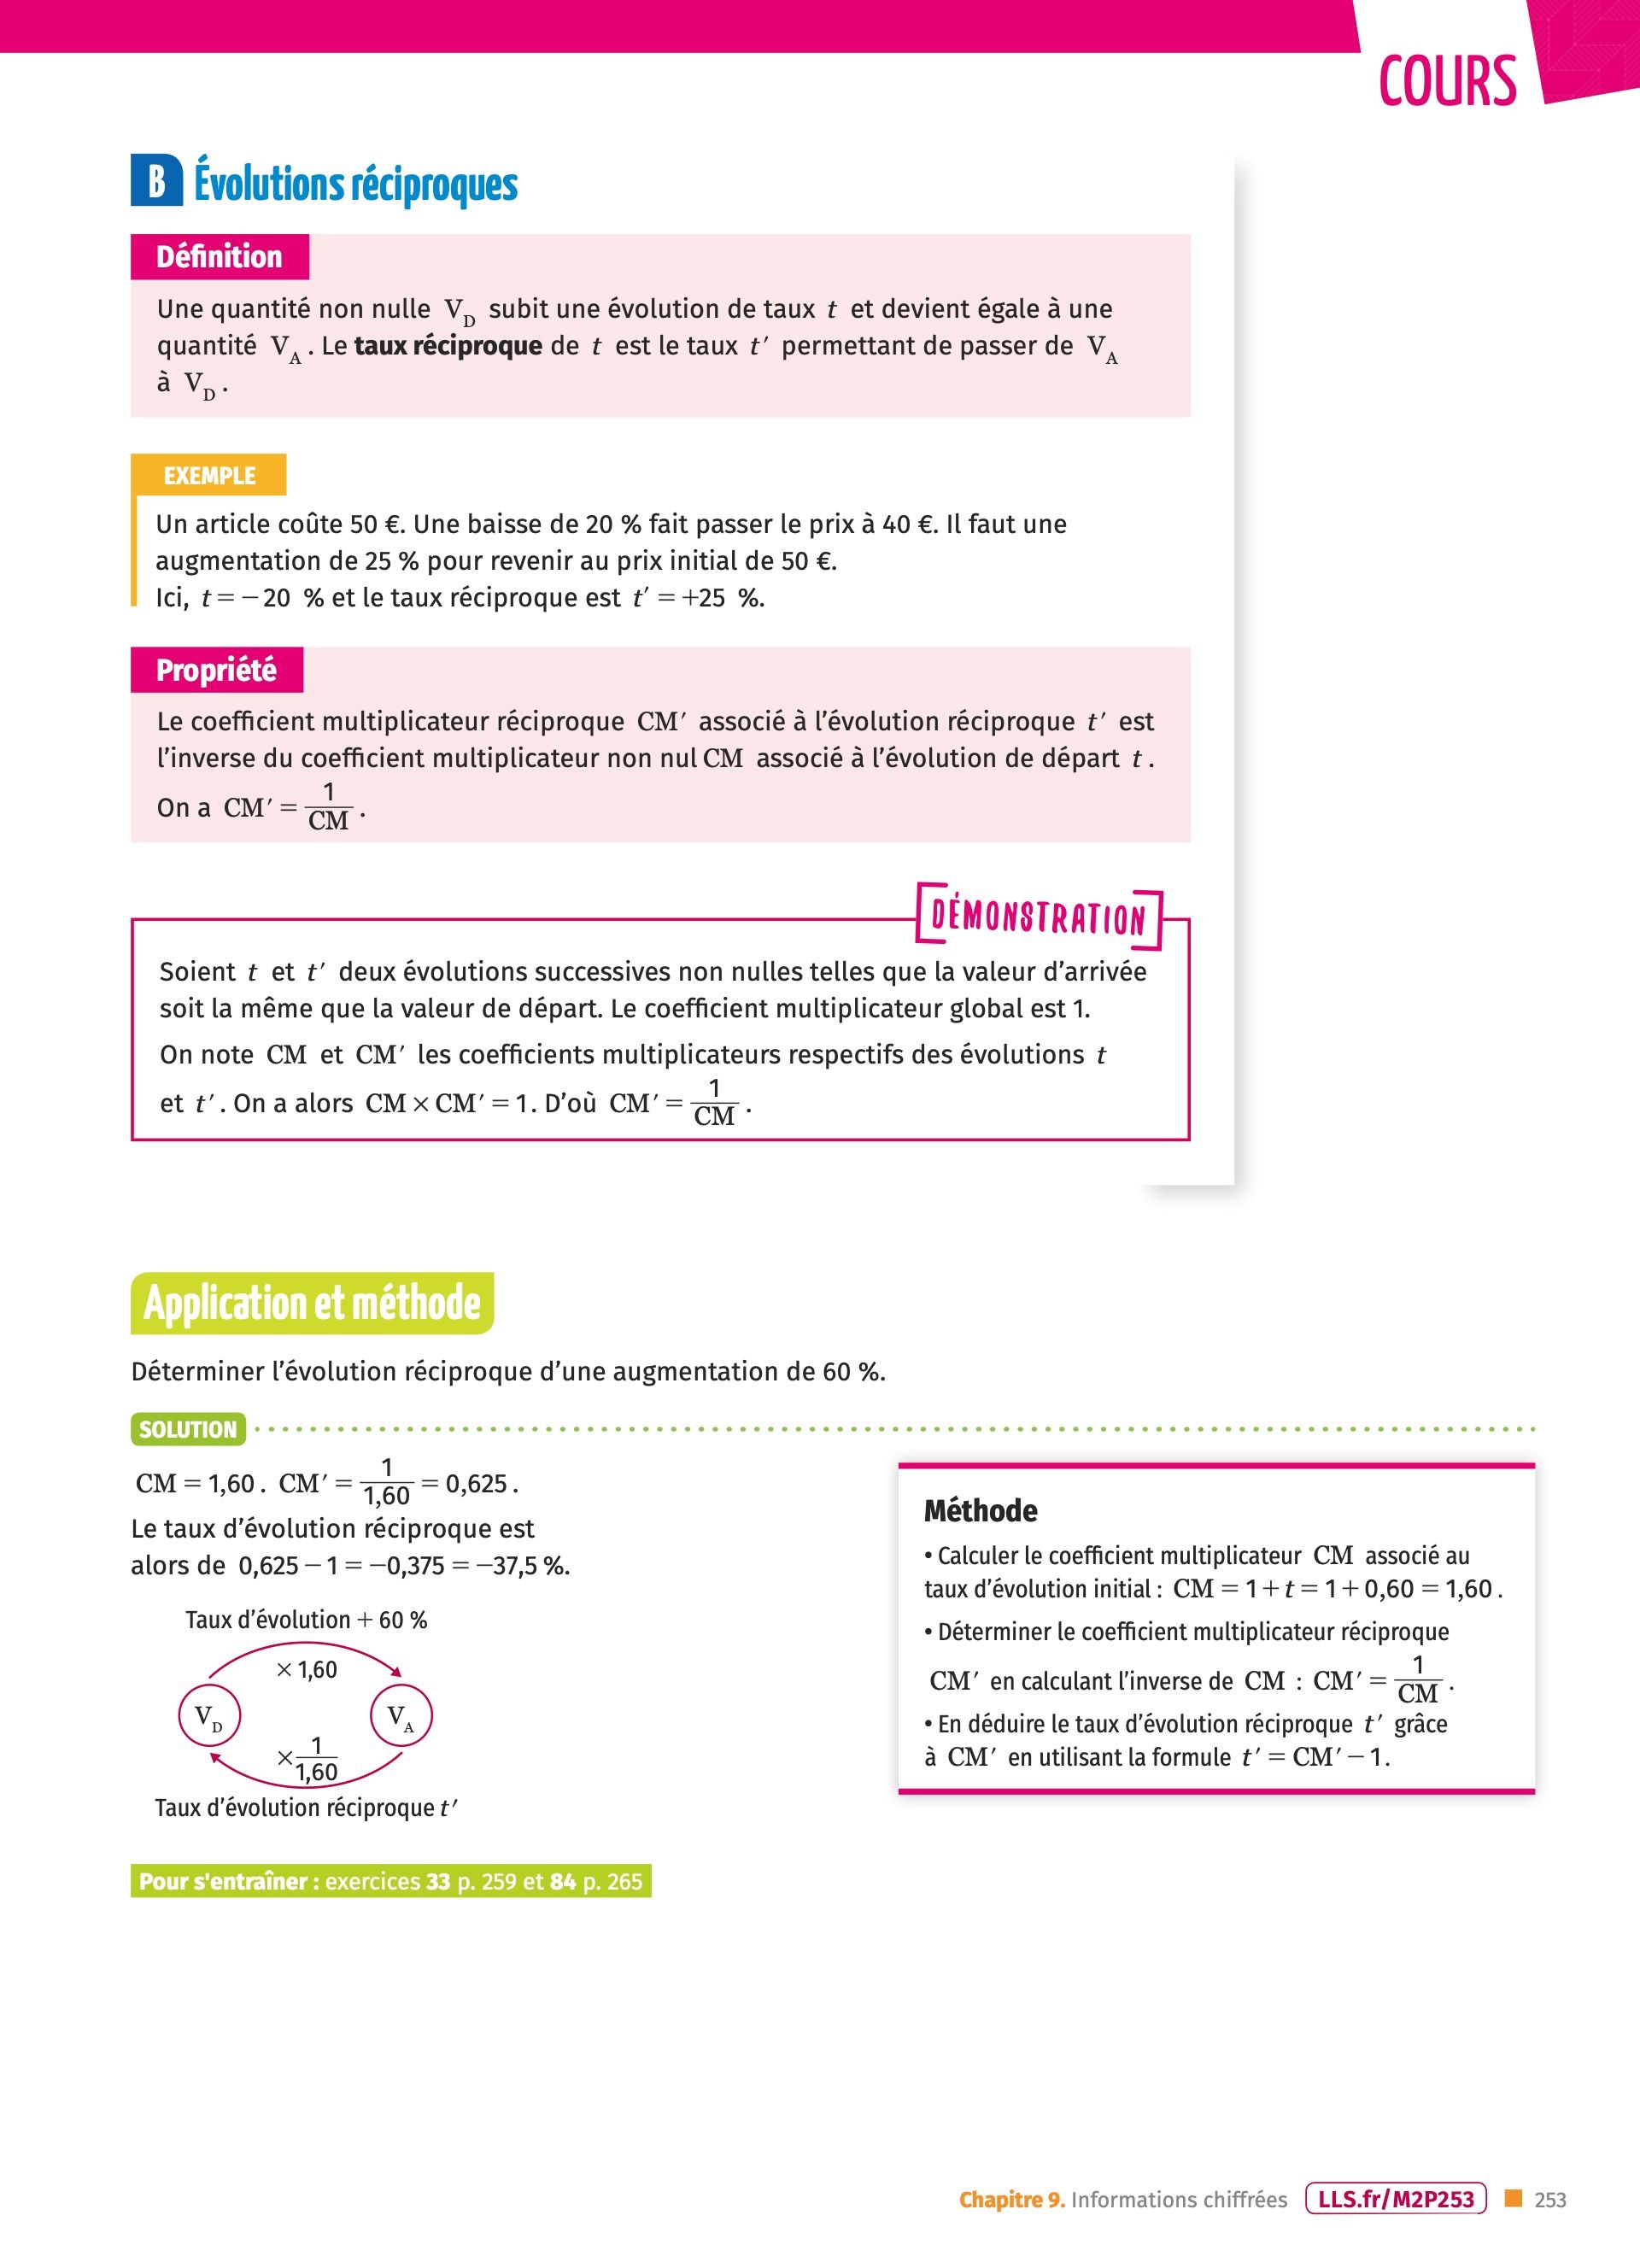 COURS
B Évolutions réciproques
Définition
Une quantité non nulle V_D subit une évolution de taux t et devient égale à une
quantité V_A. Le taux réciproque de t est le taux t′ permettant de passer de V_A
à V_D.
EXEMPLE
Un article coûte 50 €. Une baisse de 20 % fait passer le prix à 40 €. Il faut une
augmentation de 25 % pour revenir au prix initial de 50 €.
Ici, t = −20 % et le taux réciproque est t′ = +25 %.
Propriété
Le coefficient multiplicateur réciproque CM′ associé à l’évolution réciproque t′ est
l’inverse du coefficient multiplicateur non nul CM associé à l’évolution de départ t.
On a CM′ = 1/CM.
DÉMONSTRATION
Soient t et t′ deux évolutions successives non nulles telles que la valeur d’arrivée
soit la même que la valeur de départ. Le coefficient multiplicateur global est 1.
On note CM et CM′ les coefficients multiplicateurs respectifs des évolutions t
et t′. On a alors CM × CM′ = 1. D’où CM′ = 1/CM.
Application et méthode
Déterminer l’évolution réciproque d’une augmentation de 60 %.
SOLUTION
CM = 1,60. CM′ = 1/1,60 = 0,625.
Le taux d’évolution réciproque est
alors de 0,625 − 1 = −0,375 = −37,5 %.
Taux d’évolution + 60 %
× 1,60
V_D V_A
× 1/1,60
Taux d’évolution réciproque t′
Méthode
• Calculer le coefficient multiplicateur CM associé au
taux d’évolution initial : CM = 1 + t = 1 + 0,60 = 1,60.
• Déterminer le coefficient multiplicateur réciproque
CM′ en calculant l’inverse de CM : CM′ = 1/CM.
• En déduire le taux d’évolution réciproque t′ grâce
à CM′ en utilisant la formule t′ = CM′ − 1.
Pour s'entraîner : exercices 33 p. 259 et 84 p. 265
Chapitre 9. Informations chiffrées LLS.fr/M2P253 253